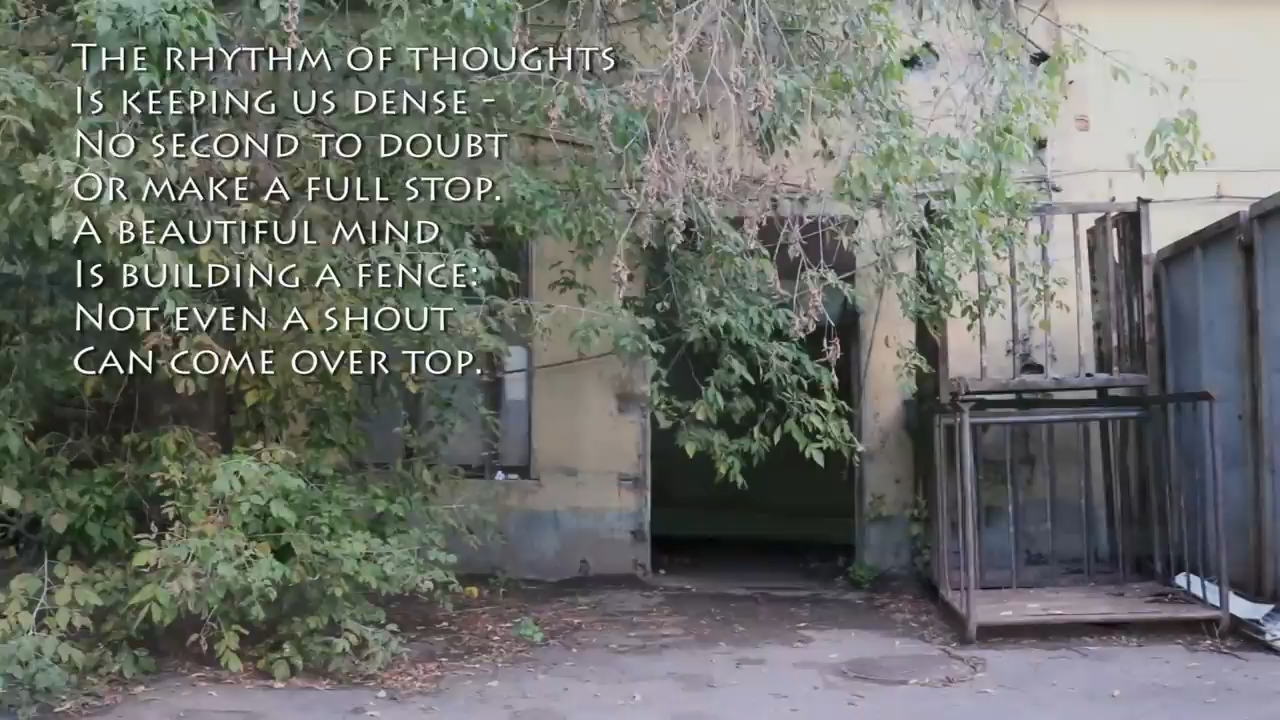 The rhythm of thoughts
Is keeping us dense -
No second to doubt
Or make a full stop.
A beautiful mind
Is building a fence:
Not even a shout
Can come over top.